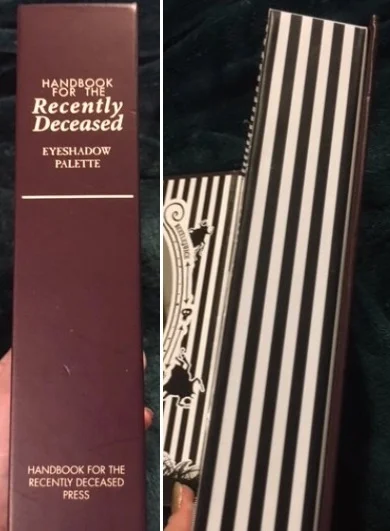 HANDBOOK
FOR THE
Recently
Deceased
EYESHADOW
PALETTE
HANDBOOK FOR THE
RECENTLY DECEASED
PRESS